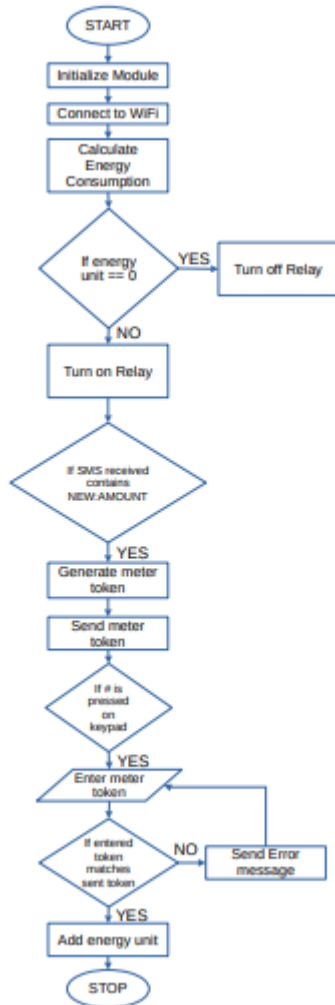 START
Initialize Module
Connect to WiFi
Calculate
Energy
Consumption
If energy
unit == 0
YES
Turn off Relay
NO
Turn on Relay
If SMS received
contains
NEW:AMOUNT
YES
Generate meter
token
Send meter
token
If # is
pressed
on
keypad
YES
Enter meter
token
If entered
token
matches
sent token
NO
Send Error
message
YES
Add energy unit
STOP